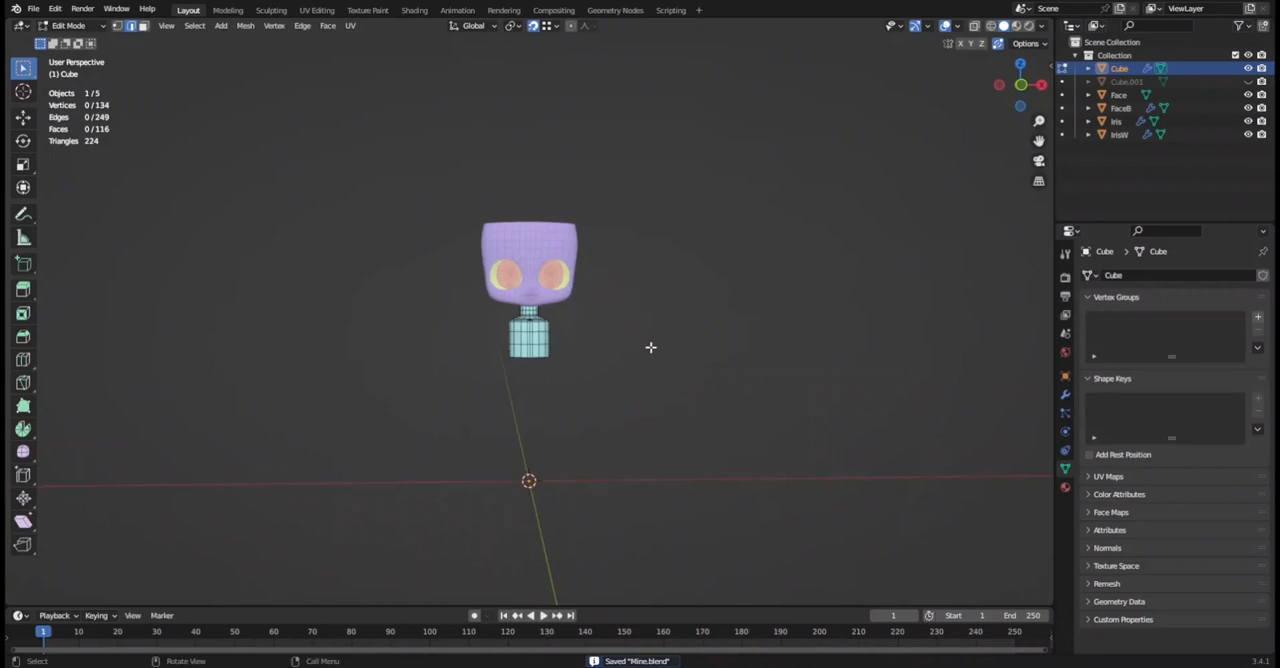 File Edit Render Window Help Layout Modeling Sculpting UV Editing Texture Paint Shading Animation Rendering Compositing Geometry Nodes Scripting + Scene ViewLayer
Edit Mode View Select Add Mesh Vertex Edge Face UV Global
X Y Z Options
User Perspective
(1) Cube
Objects 1/5
Vertices 0/134
Edges 0/249
Faces 0/116
Triangles 224
Z
X
Scene Collection
Collection
Cube
Cube.001
Face
FaceB
Iris
IrisW
Cube > Cube
Cube
Vertex Groups
Shape Keys
Add Rest Position
UV Maps
Color Attributes
Face Maps
Attributes
Normals
Texture Space
Remesh
Geometry Data
Custom Properties
Playback Keying View Marker 1 Start 1 End 250
1 10 20 30 40 50 60 70 80 90 100 110 120 130 140 150 160 170 180 190 200 210 220 230 240 250
Select Rotate View Call Menu Saved "Mine.blend" 3.4.1